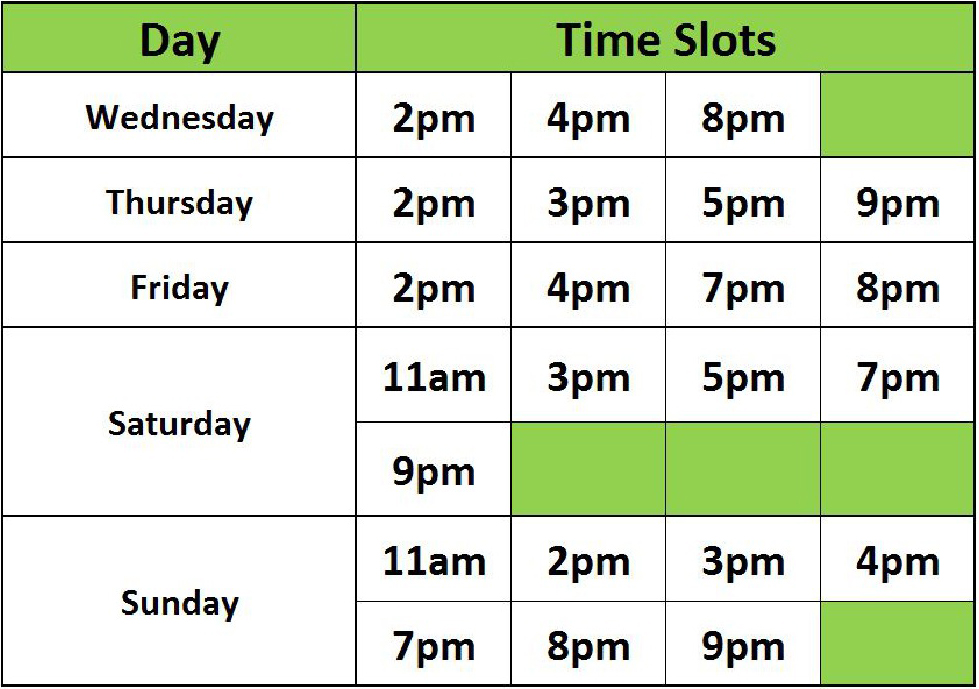 Day Time Slots
Wednesday 2pm 4pm 8pm
Thursday 2pm 3pm 5pm 9pm
Friday 2pm 4pm 7pm 8pm
Saturday 11am 3pm 5pm 7pm
9pm
Sunday 11am 2pm 3pm 4pm
7pm 8pm 9pm